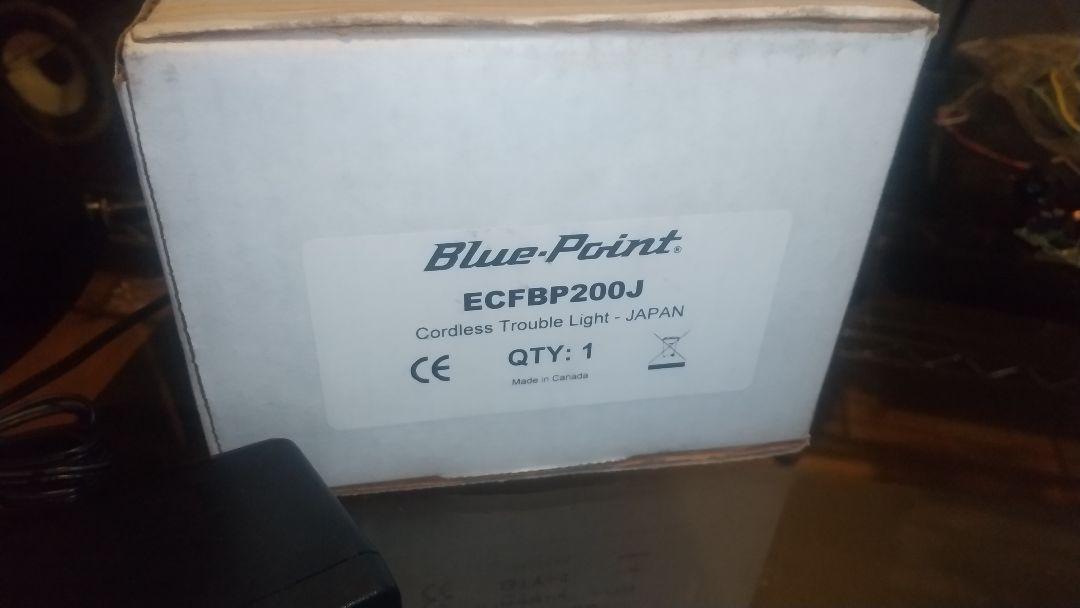 Blue-Point®
ECFBP200J
Cordless Trouble Light - JAPAN
CE
QTY: 1
Made in Canada